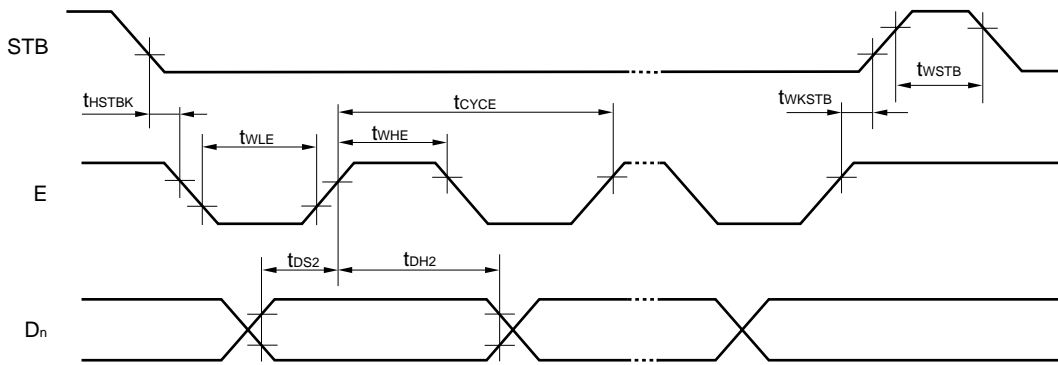 STB
tHSTBK
tCYCE
tWKSTB
tWSTB
tWLE
tWHE
E
tDS2
tDH2
Dn